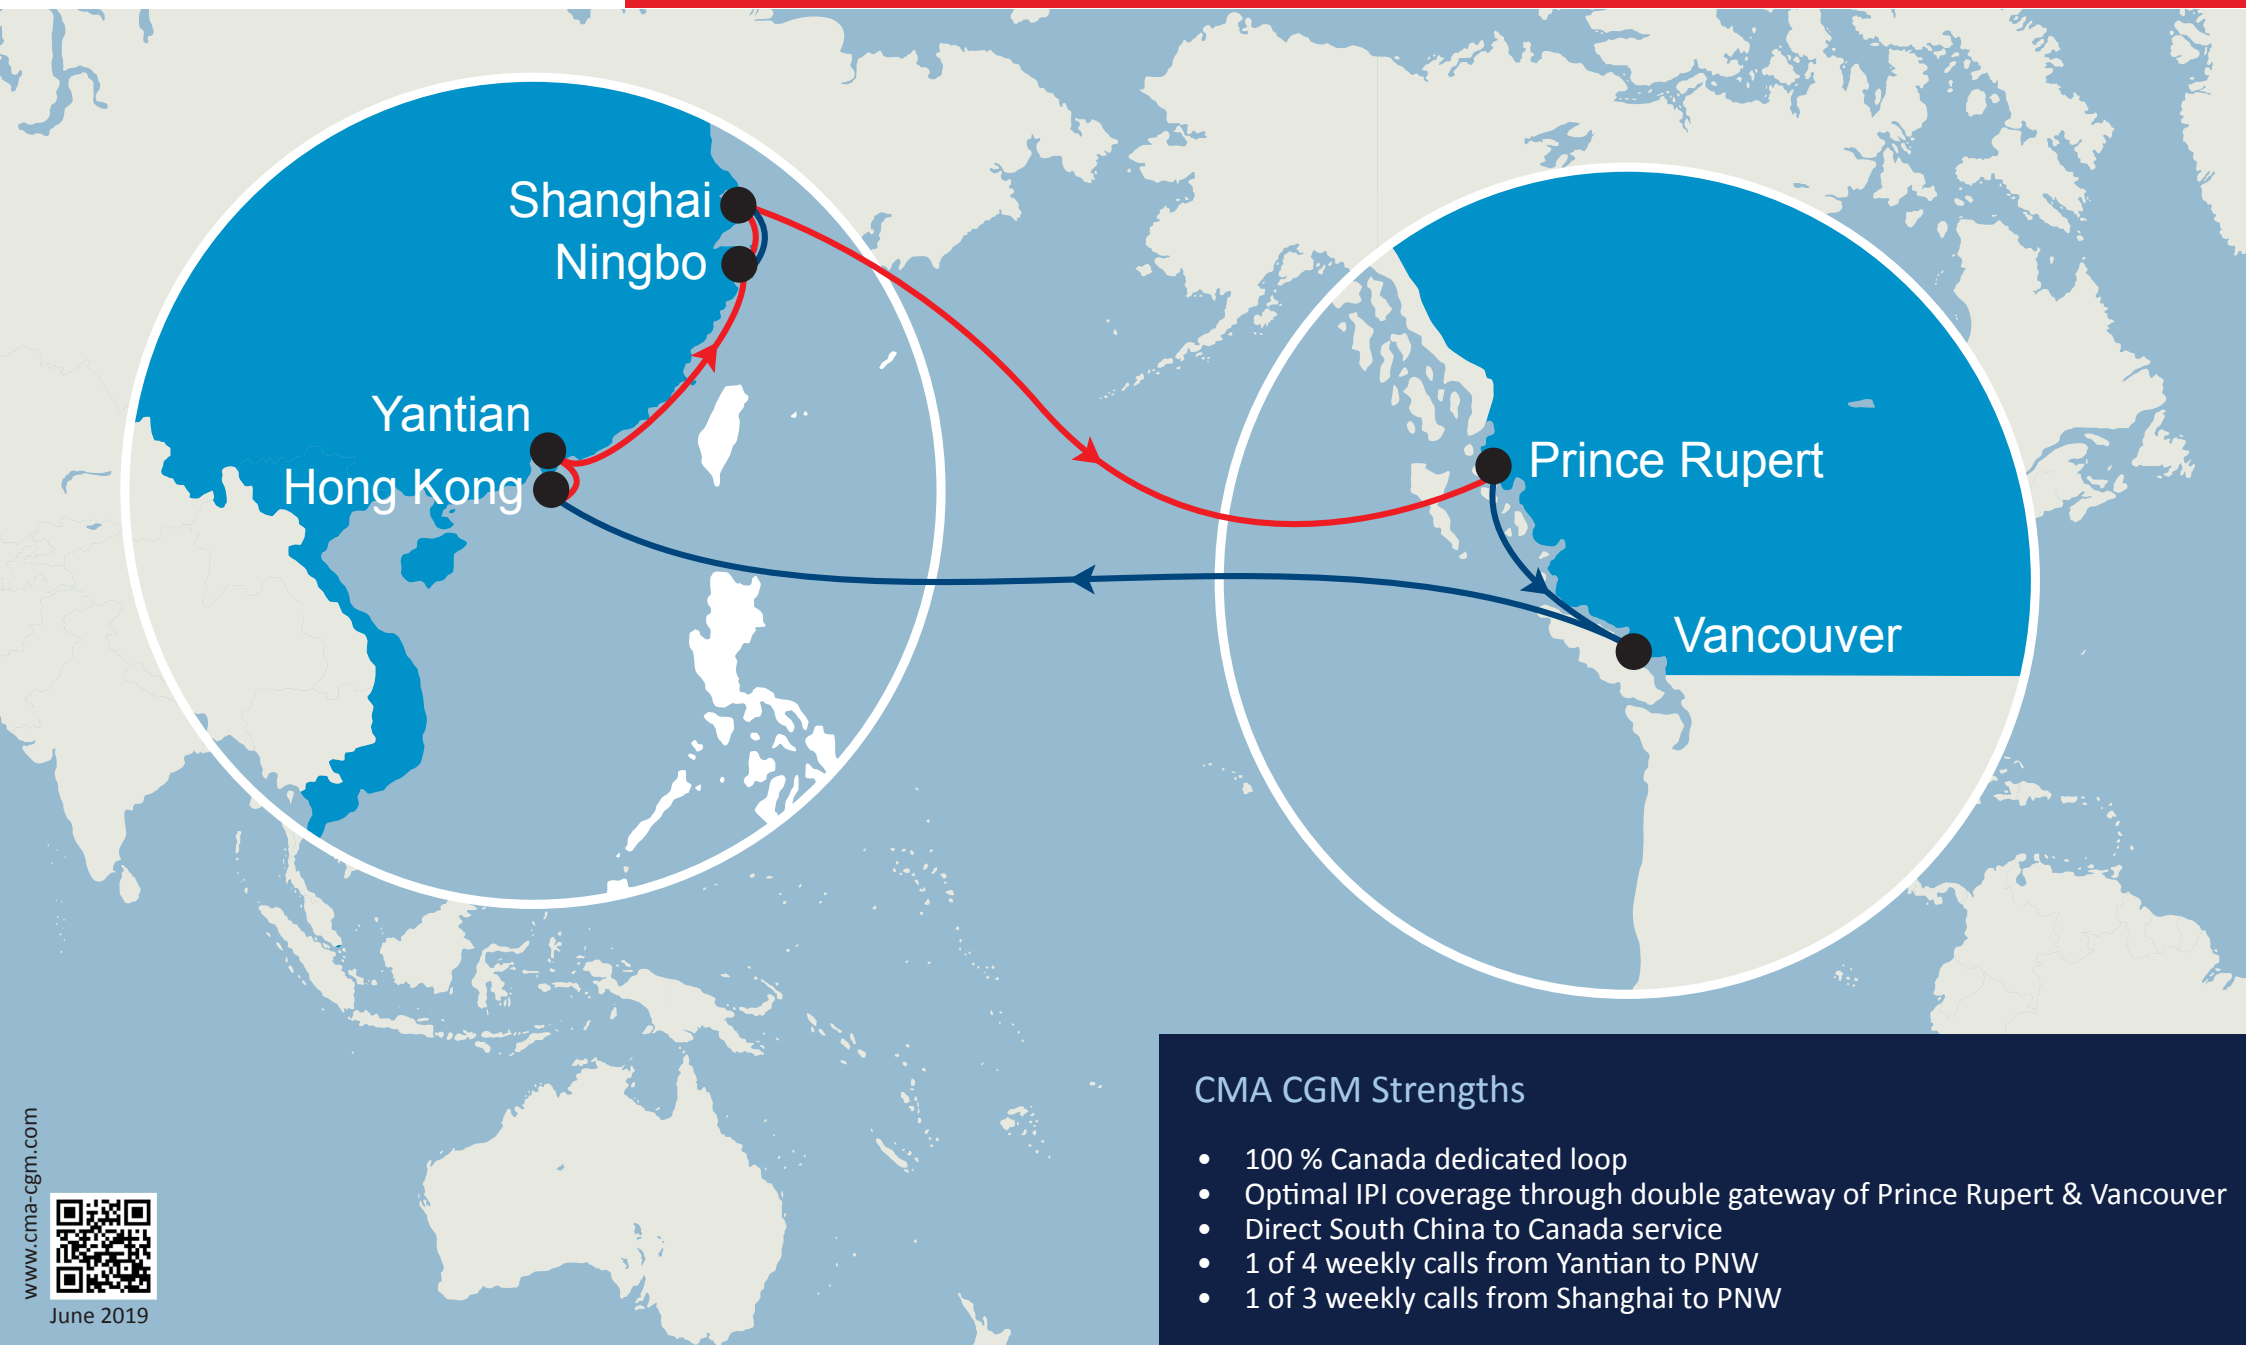 Shanghai
Ningbo
Yantian
Hong Kong
Prince Rupert
Vancouver
CMA CGM Strengths
• 100 % Canada dedicated loop
• Optimal IPI coverage through double gateway of Prince Rupert & Vancouver
• Direct South China to Canada service
• 1 of 4 weekly calls from Yantian to PNW
• 1 of 3 weekly calls from Shanghai to PNW
www.cma-cgm.com
June 2019